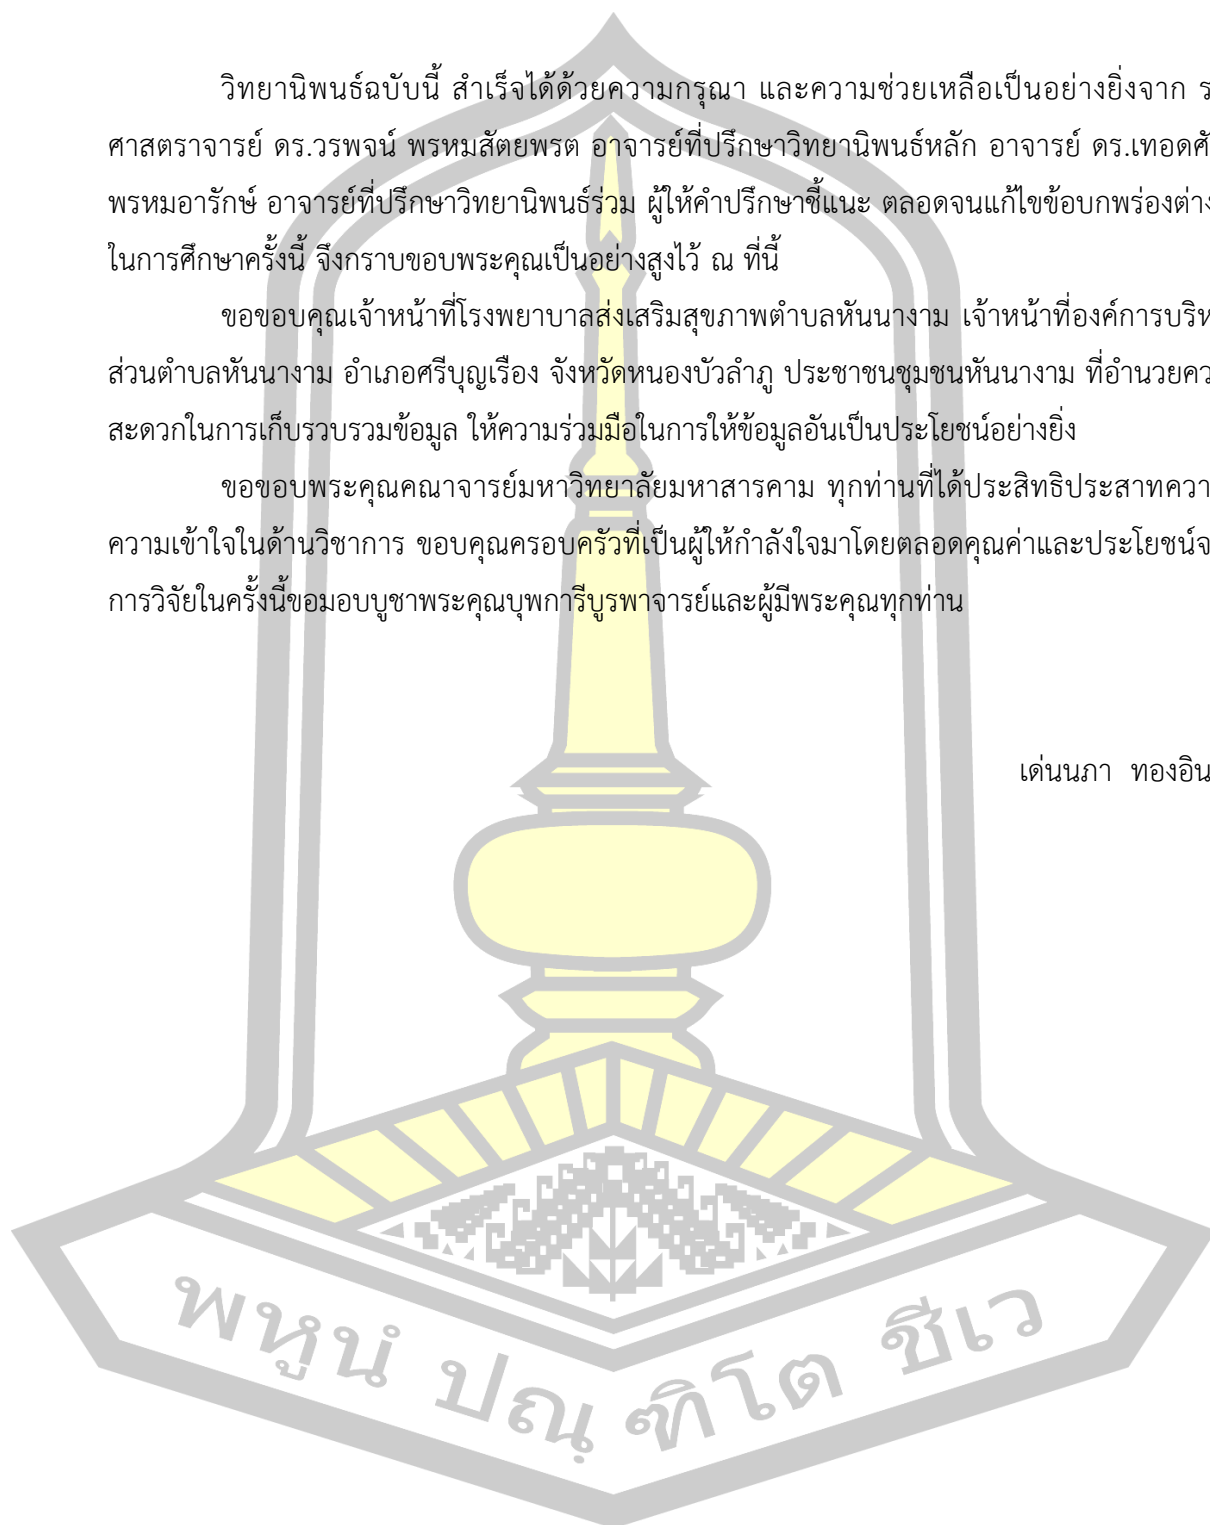 วิทยานิพนธ์ฉบับนี้ สำเร็จได้ด้วยความกรุณา และความช่วยเหลือเป็นอย่างยิ่งจาก ร
ศาสตราจารย์ ดร.วรพจน์ พรหมสัตยพรต อาจารย์ที่ปรึกษาวิทยานิพนธ์หลัก อาจารย์ ดร.เทอดศั
พรหมอารักษ์ อาจารย์ที่ปรึกษาวิทยานิพนธ์ร่วม ผู้ให้คำปรึกษาชี้แนะ ตลอดจนแก้ไขข้อบกพร่องต่าง
ในการศึกษาครั้งนี้ จึงกราบขอบพระคุณเป็นอย่างสูงไว้ ณ ที่นี้
ขอขอบคุณเจ้าหน้าที่โรงพยาบาลส่งเสริมสุขภาพตำบลหันนางาม เจ้าหน้าที่องค์การบริห
ส่วนตำบลหันนางาม อำเภอศรีบุญเรือง จังหวัดหนองบัวลำภู ประชาชนชุมชนหันนางาม ที่อำนวยคว
สะดวกในการเก็บรวบรวมข้อมูล ให้ความร่วมมือในการให้ข้อมูลอันเป็นประโยชน์อย่างยิ่ง
ขอขอบพระคุณคณาจารย์มหาวิทยาลัยมหาสารคาม ทุกท่านที่ได้ประสิทธิประสาทควา
ความเข้าใจในด้านวิชาการ ขอบคุณครอบครัวที่เป็นผู้ให้กำลังใจมาโดยตลอดคุณค่าและประโยชน์จ
การวิจัยในครั้งนี้ขอมอบบูชาพระคุณบุพการีบูรพาจารย์และผู้มีพระคุณทุกท่าน
เด่นนภา ทองอิน
พหูนํ ปณฺฑิโต ชีเว